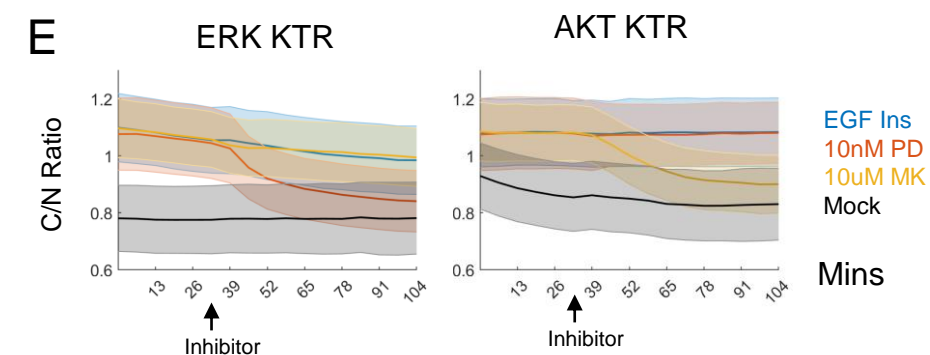 E
ERK KTR
AKT KTR
C/N Ratio
1.2
1
0.8
0.6
13 26 39 52 65 78 91 104
Inhibitor
1.2
1
0.8
0.6
13 26 39 52 65 78 91 104
Inhibitor
EGF Ins
10nM PD
10uM MK
Mock
Mins